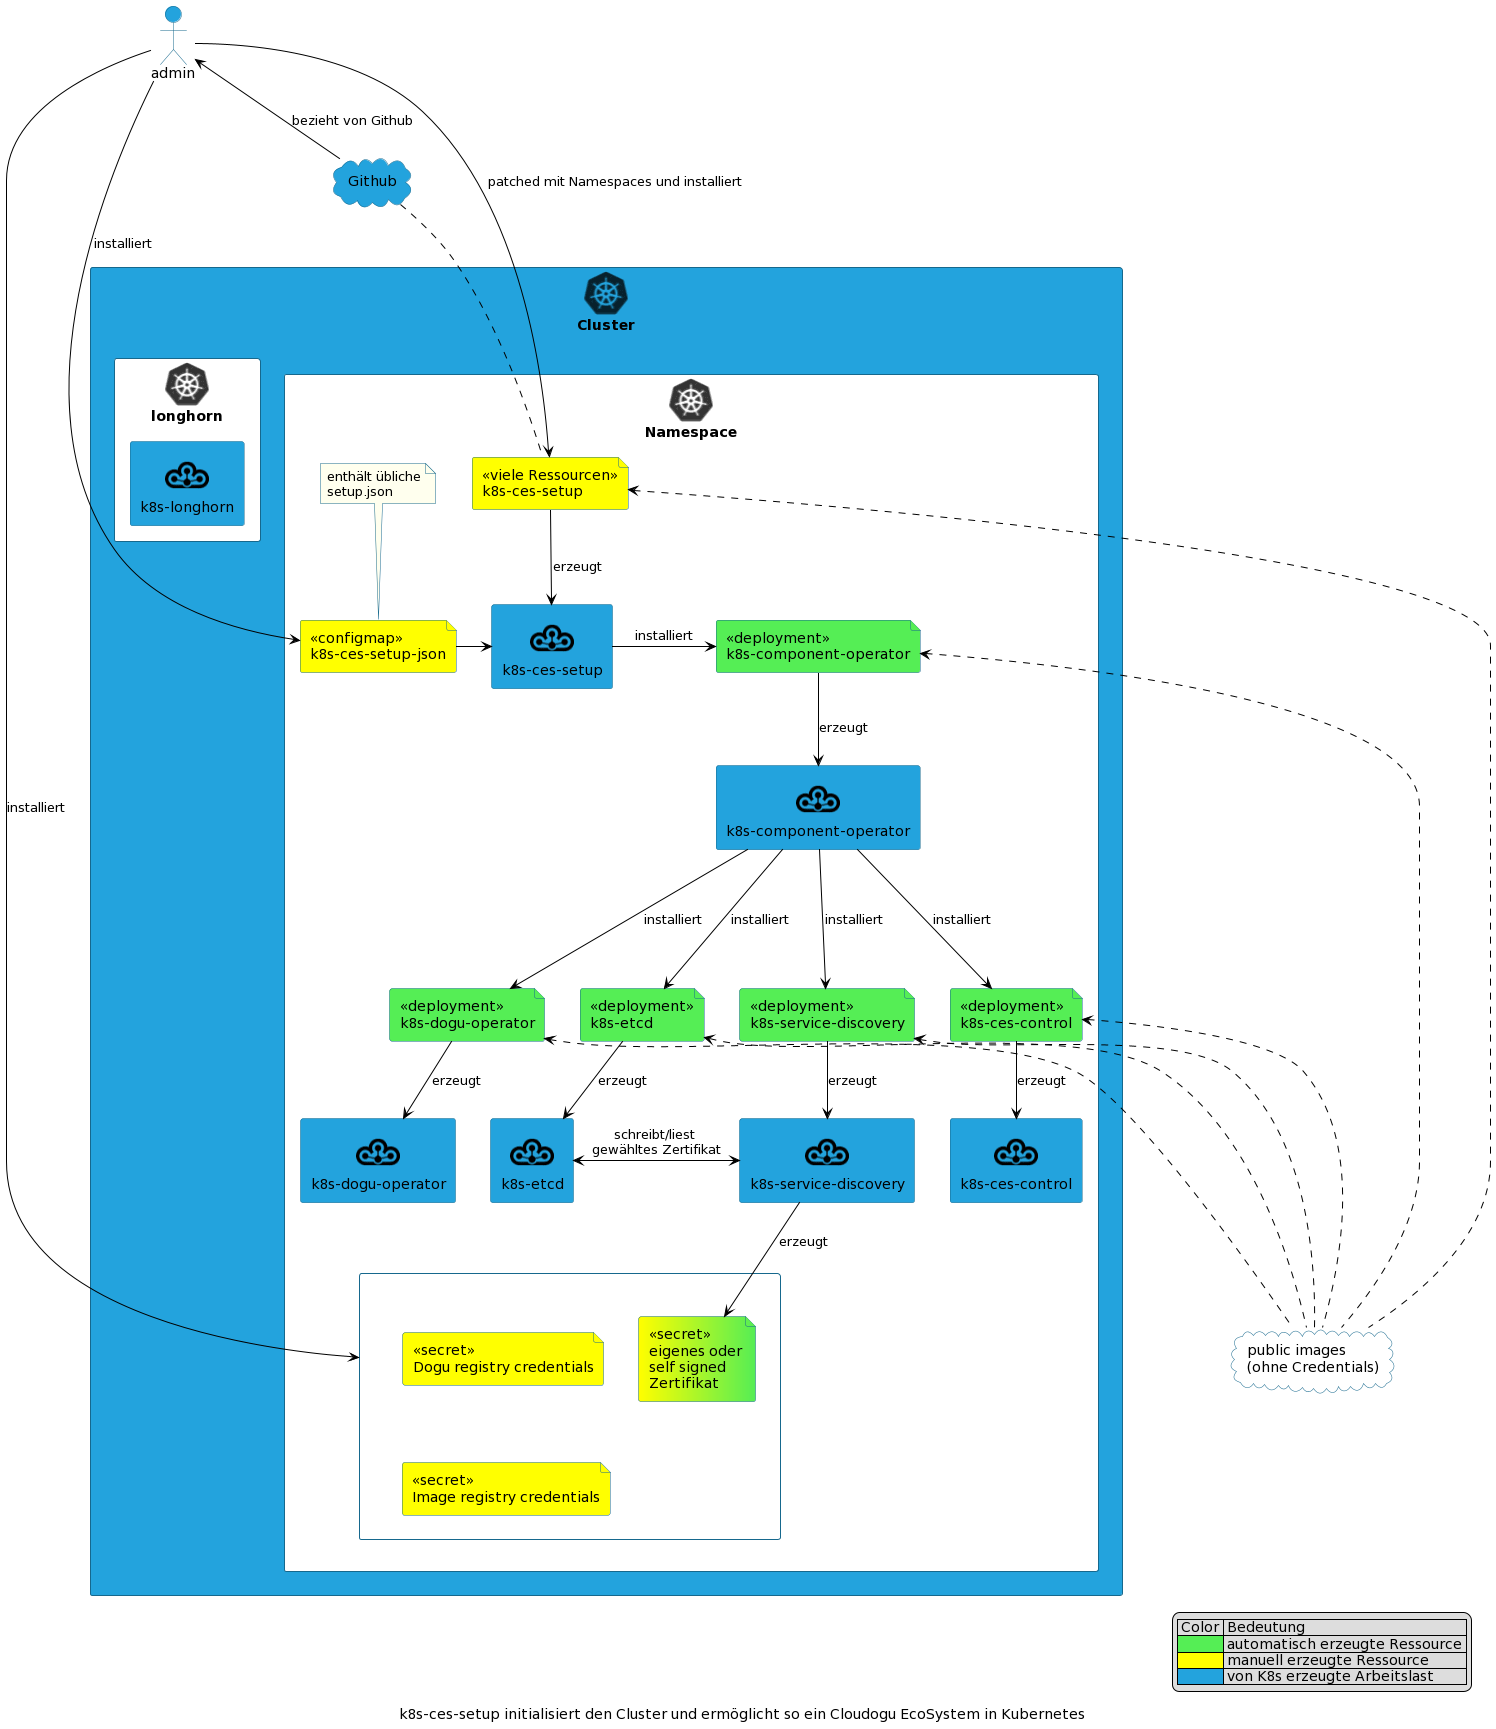 admin
bezieht von Github
Github
patched mit Namespaces und installiert
installiert
Cluster
longhorn
k8s-longhorn
Namespace
enthält übliche
setup.json
«viele Ressourcen»
k8s-ces-setup
erzeugt
«configmap»
k8s-ces-setup-json
k8s-ces-setup
installiert
«deployment»
k8s-component-operator
erzeugt
installiert
k8s-component-operator
installiert
installiert
installiert
installiert
«deployment»
k8s-dogu-operator
«deployment»
k8s-etcd
«deployment»
k8s-service-discovery
«deployment»
k8s-ces-control
erzeugt
erzeugt
erzeugt
erzeugt
k8s-dogu-operator
k8s-etcd
schreibt/liest
gewähltes Zertifikat
k8s-service-discovery
k8s-ces-control
erzeugt
«secret»
Dogu registry credentials
«secret»
eigenes oder
self signed
Zertifikat
«secret»
Image registry credentials
public images
(ohne Credentials)
Color Bedeutung
automatisch erzeugte Ressource
manuell erzeugte Ressource
von K8s erzeugte Arbeitslast
k8s-ces-setup initialisiert den Cluster und ermöglicht so ein Cloudogu EcoSystem in Kubernetes